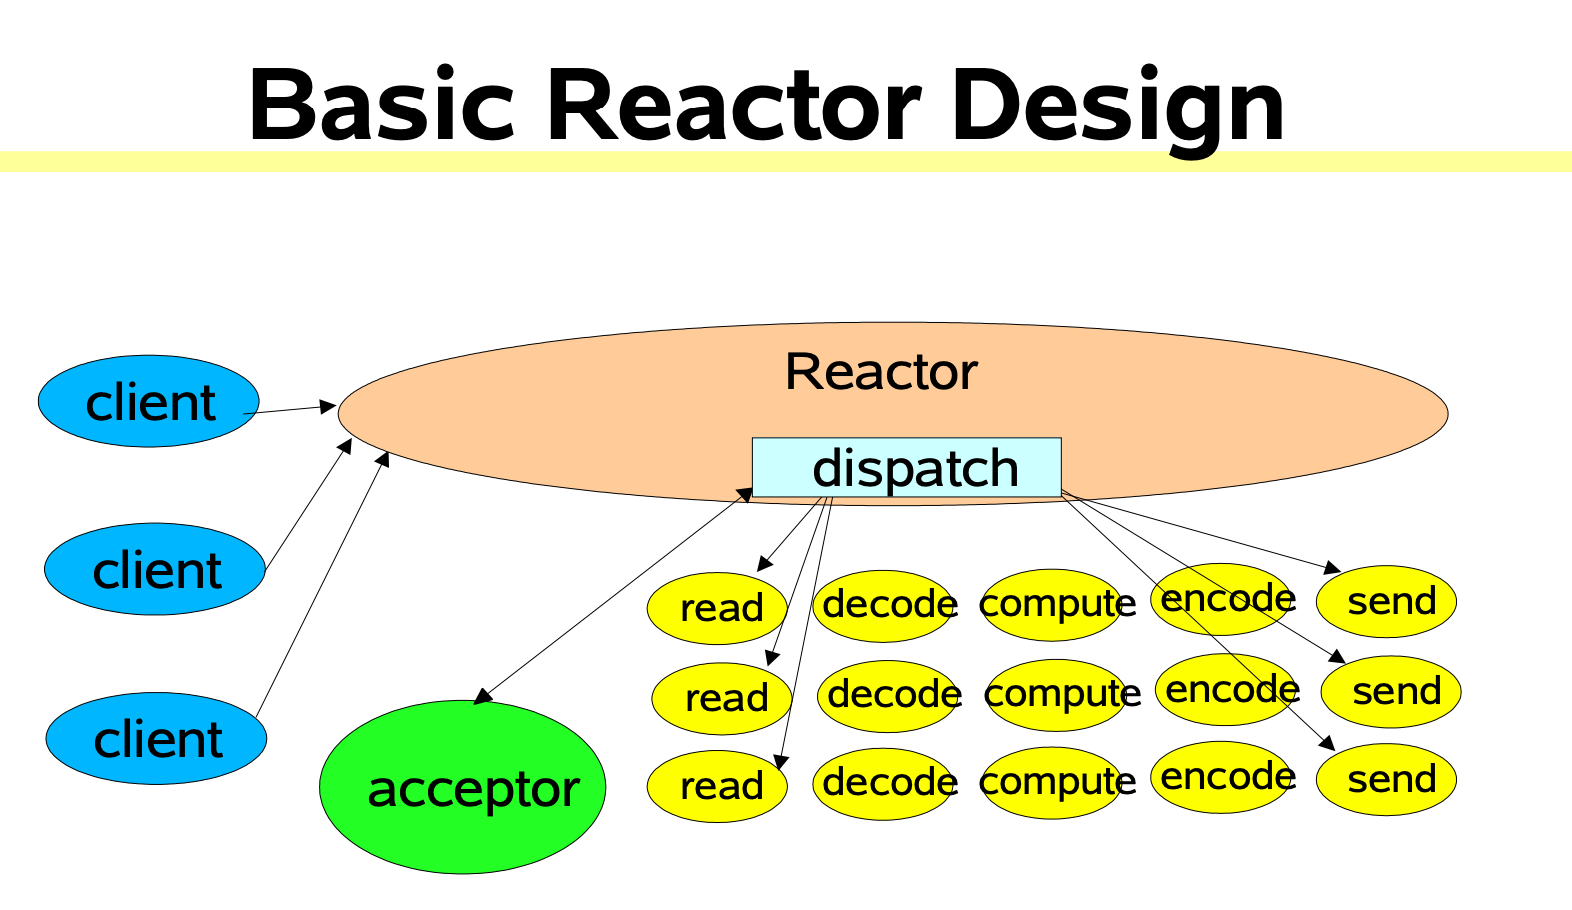 Basic Reactor Design
Reactor
dispatch
client
client
client
acceptor
read decode compute encode send
read decode compute encode send
read decode compute encode send